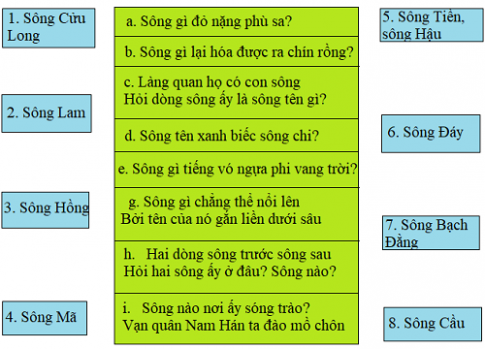 1. Sông Cửu
Long
2. Sông Lam
3. Sông Hồng
4. Sông Mã
a. Sông gì đỏ nặng phù sa?
b. Sông gì lại hóa được ra chín rồng?
c. Làng quan họ có con sông
Hỏi dòng sông ấy là sông tên gì?
d. Sông tên xanh biếc sông chi?
e. Sông gì tiếng vó ngựa phi vang trời?
g. Sông gì chẳng thể nổi lên
Bởi tên của nó gắn liền dưới sâu
h. Hai dòng sông trước sông sau
Hỏi hai sông ấy ở đâu? Sông nào?
i. Sông nào nơi ấy sóng trào?
Vạn quân Nam Hán ta đào mồ chôn
5. Sông Tiền,
sông Hậu
6. Sông Đáy
7. Sông Bạch
Đằng
8. Sông Cầu